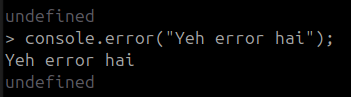 undefined
> console.error("Yeh error hai");
Yeh error hai
undefined